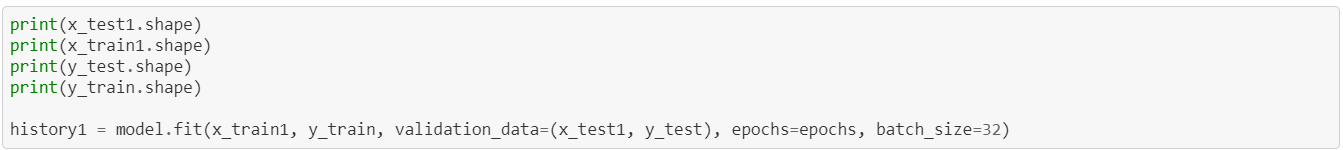 print(x_test1.shape)
print(x_train1.shape)
print(y_test.shape)
print(y_train.shape)
history1 = model.fit(x_train1, y_train, validation_data=(x_test1, y_test), epochs=epochs, batch_size=32)